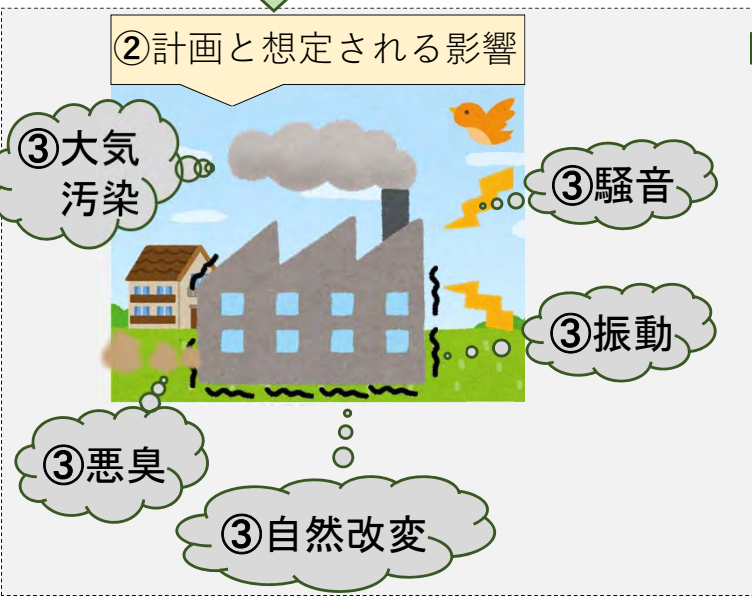 ②計画と想定される影響
③大気
汚染
③騒音
③振動
③悪臭
③自然改変